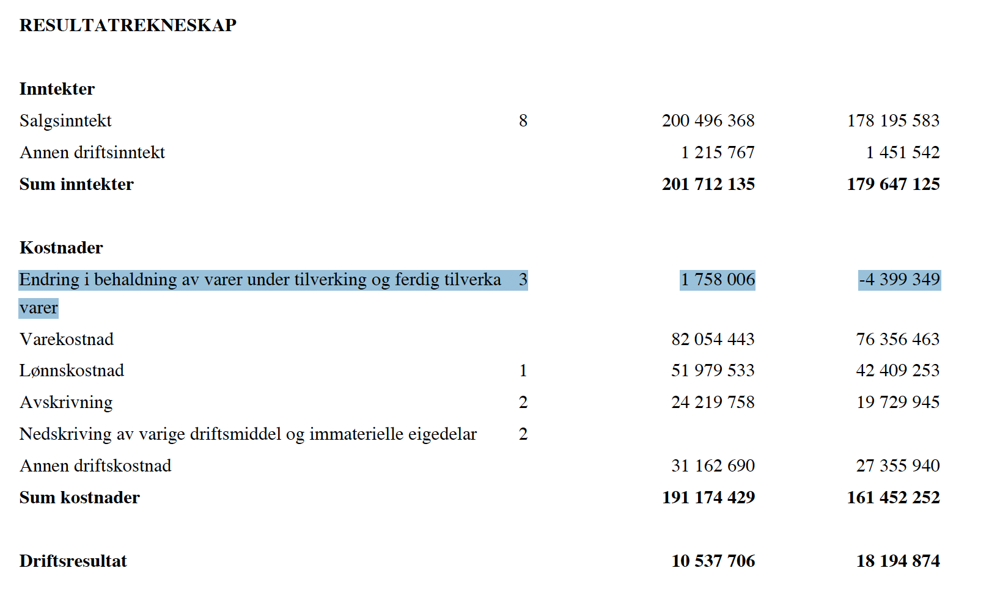 RESULTATREKNESKAP
Inntekter
Salgsinntekt 8 200 496 368 178 195 583
Annen driftsinntekt 1 215 767 1 451 542
Sum inntekter 201 712 135 179 647 125
Kostnader
Endring i behaldning av varer under tilverking og ferdig tilverka 3 1 758 006 -4 399 349
varer
Varekostnad 82 054 443 76 356 463
Lønnskostnad 1 51 979 533 42 409 253
Avskrivning 2 24 219 758 19 729 945
Nedskriving av varige driftsmiddel og immaterielle eigedelar 2
Annen driftskostnad 31 162 690 27 355 940
Sum kostnader 191 174 429 161 452 252
Driftsresultat 10 537 706 18 194 874